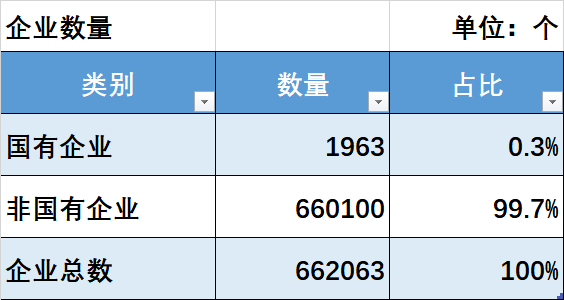 企业数量 单位：个
类别 数量 占比
国有企业 1963 0.3%
非国有企业 660100 99.7%
企业总数 662063 100%